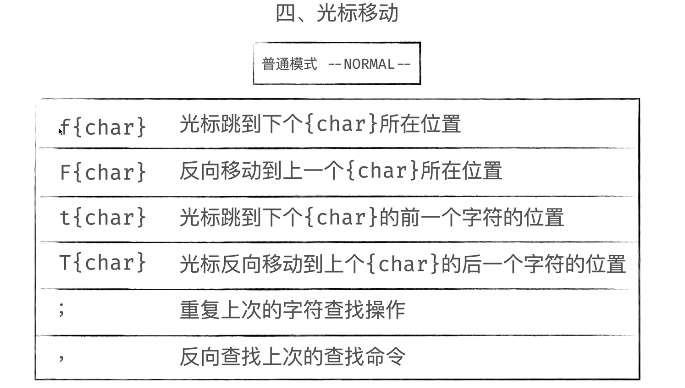 四、光标移动
普通模式 --NORMAL--
f{char} 光标跳到下个{char}所在位置
F{char} 反向移动到上一个{char}所在位置
t{char} 光标跳到下个{char}的前一个字符的位置
T{char} 光标反向移动到上个{char}的后一个字符的位置
; 重复上次的字符查找操作
, 反向查找上次的查找命令